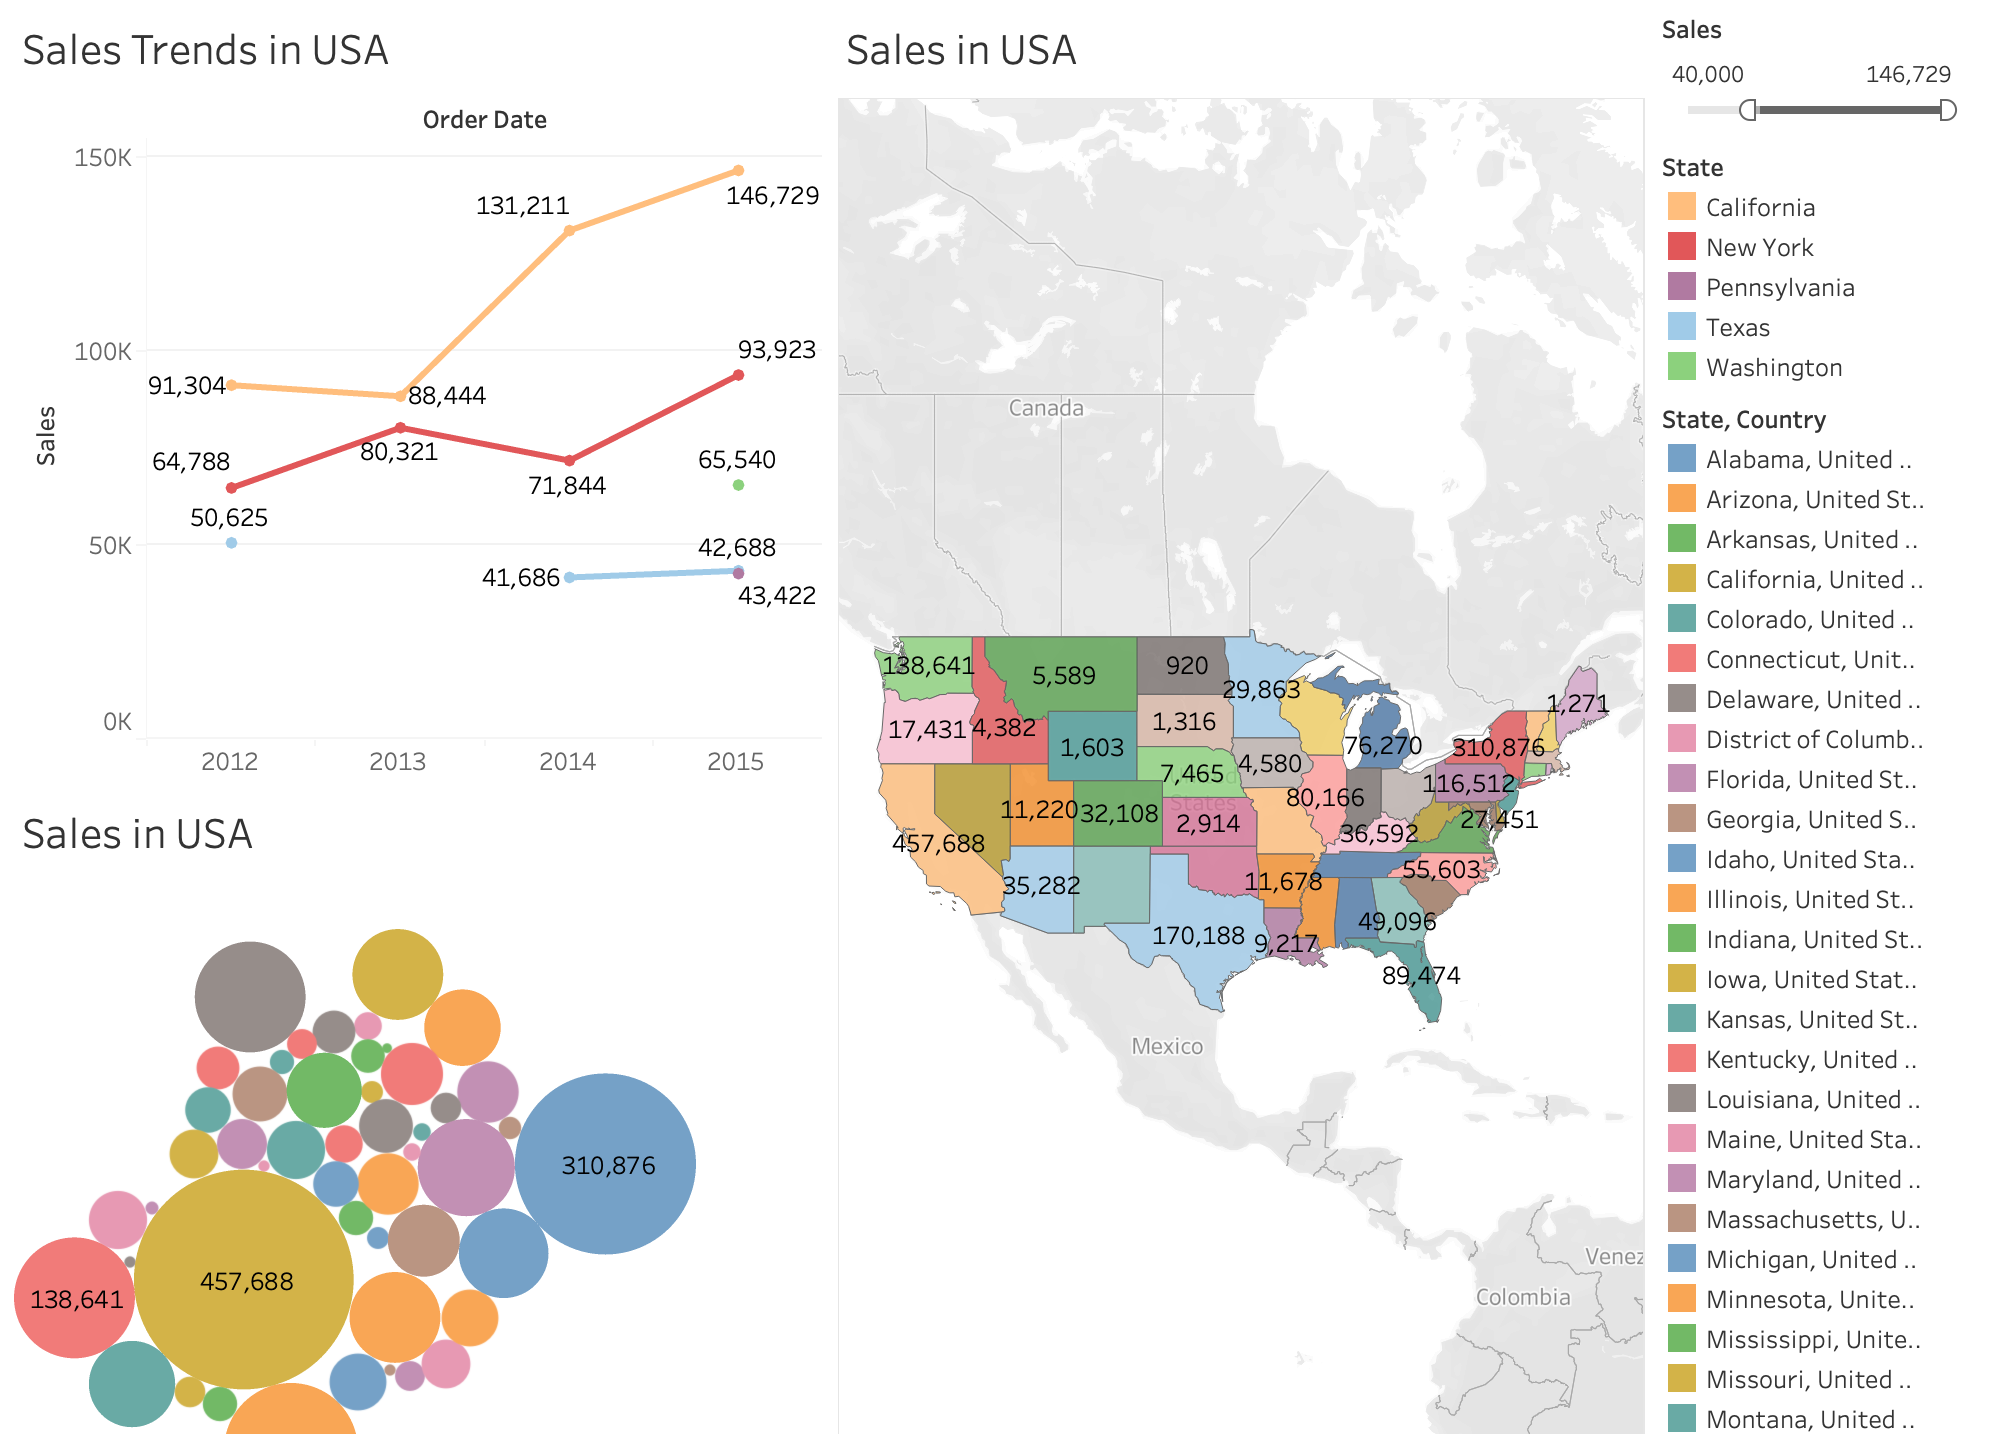 Sales Trends in USA
Order Date
150K
100K
50K
0K
Sales
91,304
88,444
131,211
146,729
64,788
80,321
71,844
93,923
50,625
65,540
41,686
42,688
43,422
2012
2013
2014
2015
Sales in USA
310,876
457,688
138,641
Sales in USA
Canada
138,641
5,589
920
29,863
1,271
17,431
4,382
1,316
76,270
310,876
1,603
7,465
4,580
116,512
States
11,220
32,108
2,914
80,166
36,592
27,451
457,688
35,282
11,678
55,603
170,188
9,217
49,096
89,474
Mexico
Venez
Colombia
Sales
40,000
146,729
State
California
New York
Pennsylvania
Texas
Washington
State, Country
Alabama, United ..
Arizona, United St..
Arkansas, United ..
California, United ..
Colorado, United ..
Connecticut, Unit..
Delaware, United ..
District of Columb..
Florida, United St..
Georgia, United S..
Idaho, United Sta..
Illinois, United St..
Indiana, United St..
Iowa, United Stat..
Kansas, United St..
Kentucky, United ..
Louisiana, United ..
Maine, United Sta..
Maryland, United ..
Massachusetts, U..
Michigan, United ..
Minnesota, Unite..
Mississippi, Unite..
Missouri, United ..
Montana, United ..